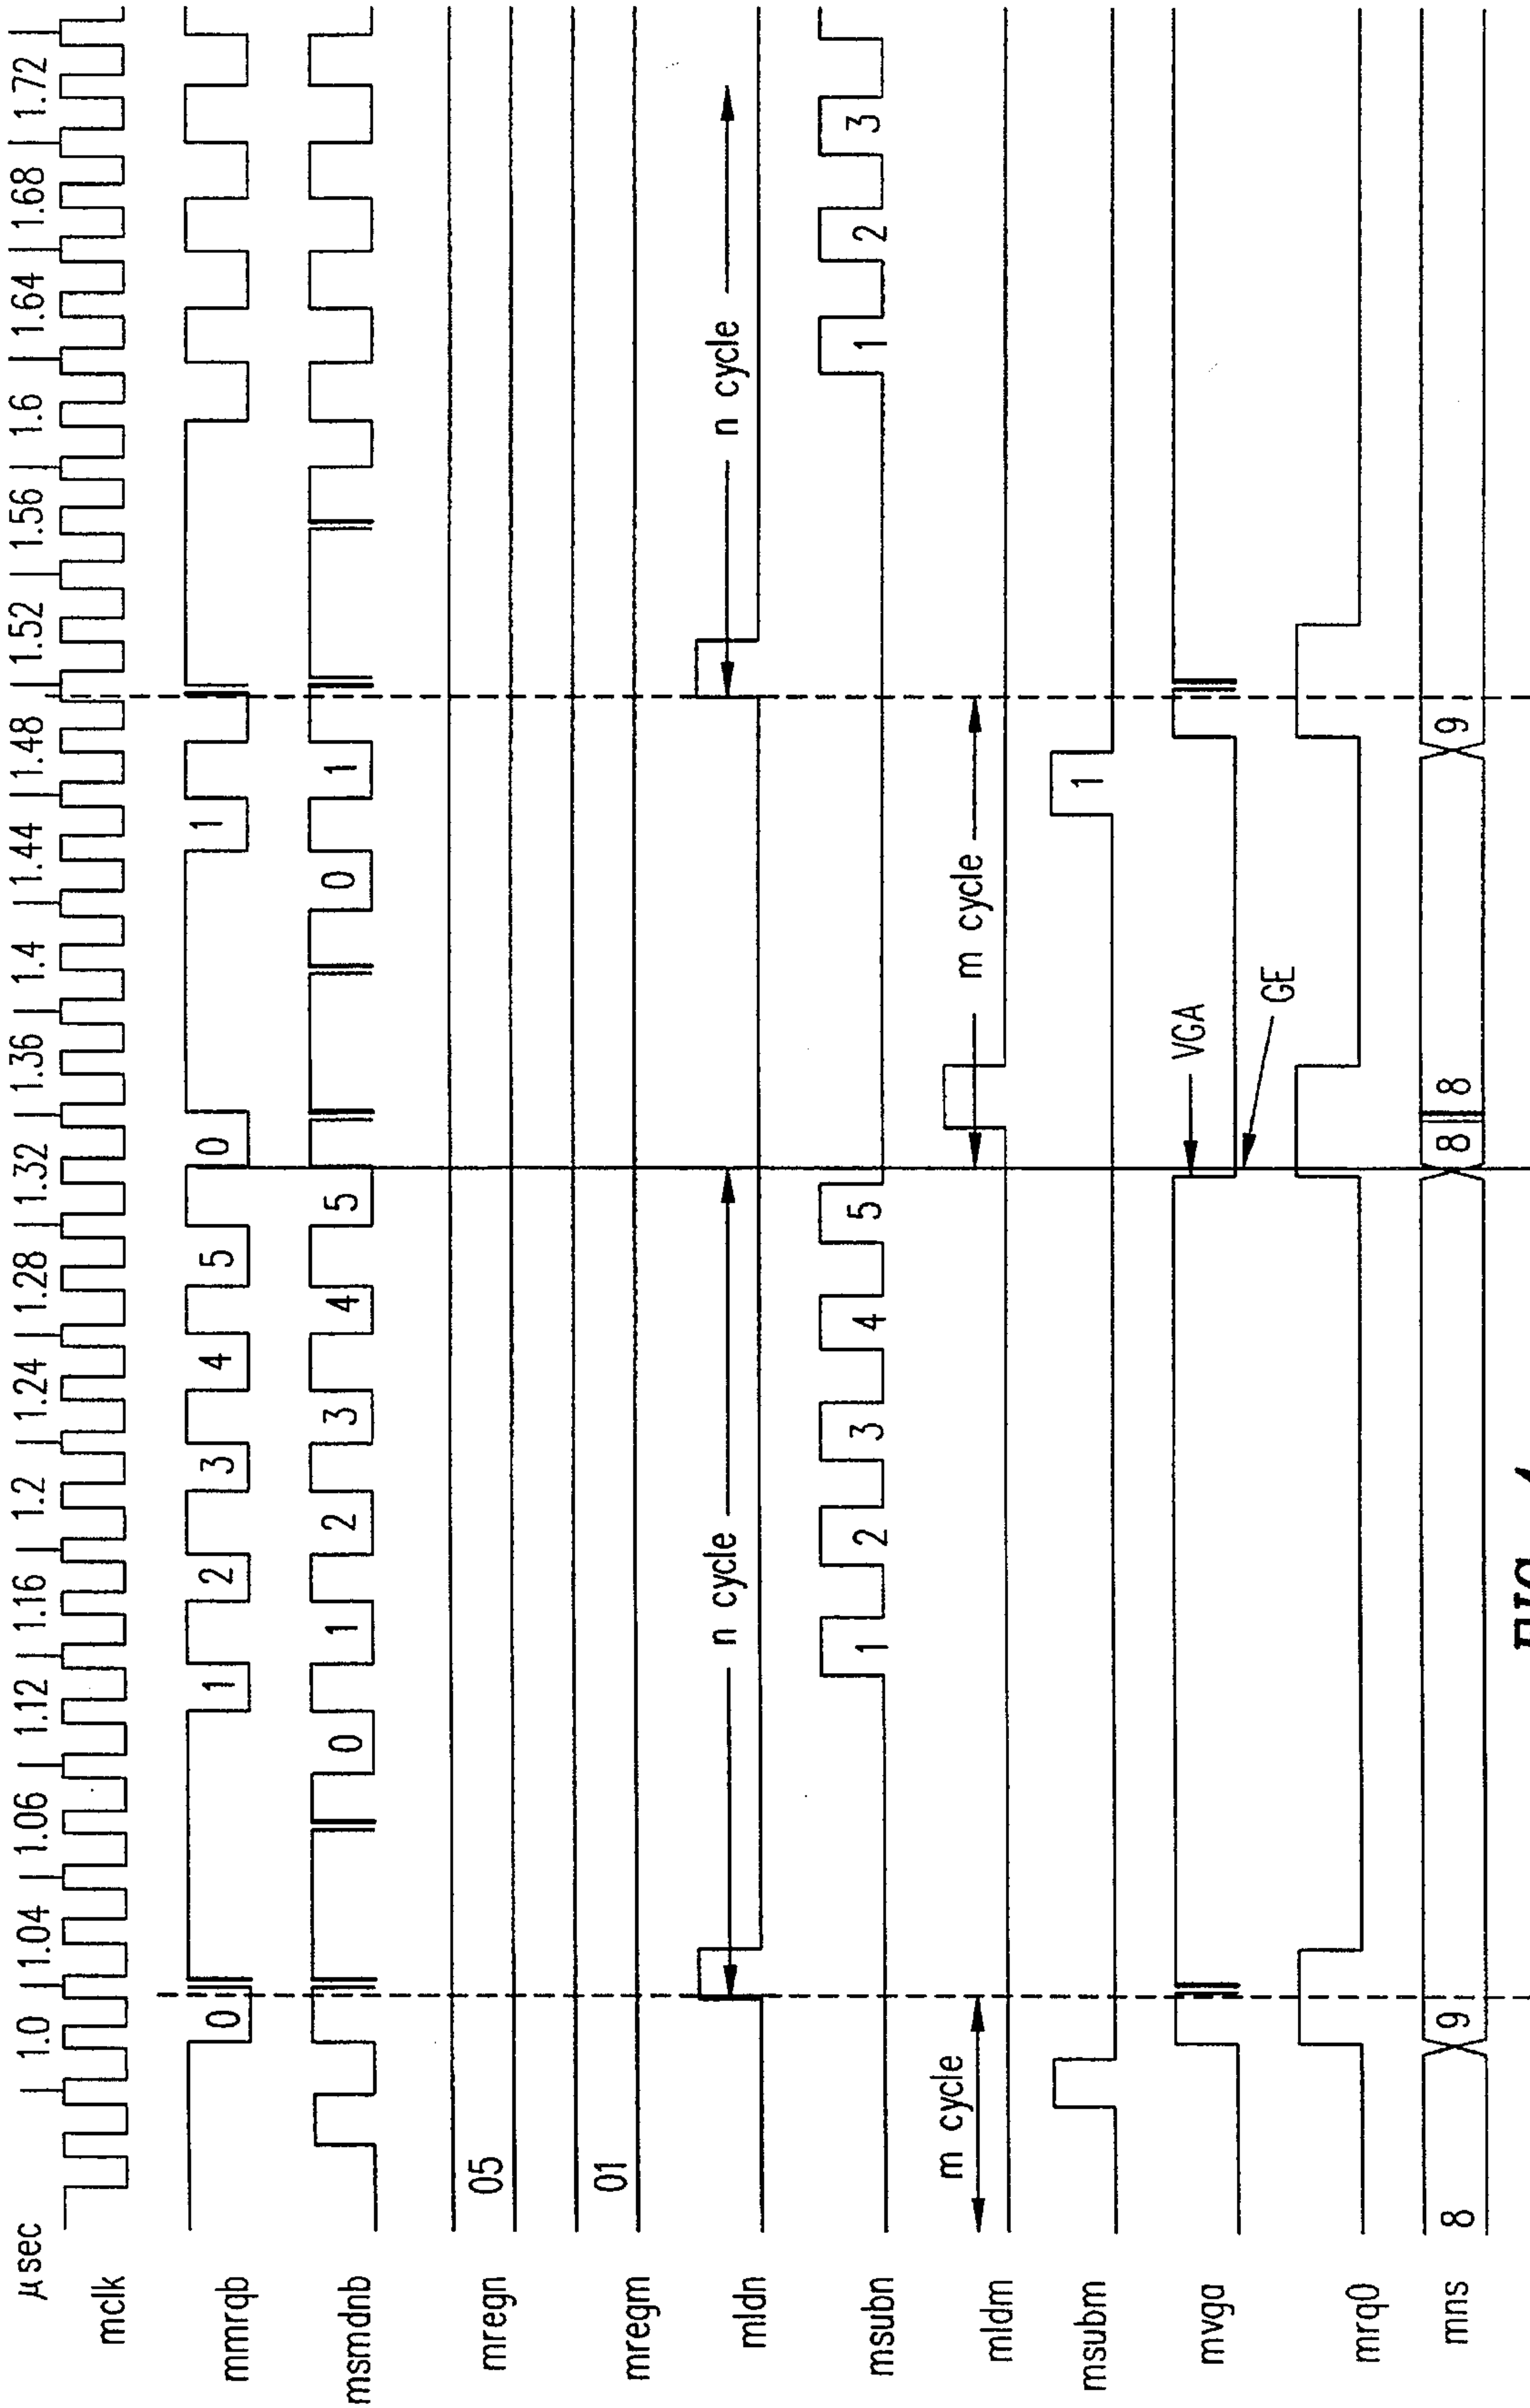 μsec 1.0 1.04 1.06 1.12 1.16 1.2 1.24 1.28 1.32 1.36 1.4 1.44 1.48 1.52 1.56 1.6 1.64 1.68 1.72
mclk
mmrqb 0 1 2 3 4 5 0 1
msmdnb 0 1 2 3 4 5 0 1
mregn 05
mregm 01
mldn n cycle n cycle
msubn 1 2 3 4 5 1 2 3
mldm m cycle m cycle
msubm 1
mvga VGA
GE
mrq0
mns 8 9 8 8 9